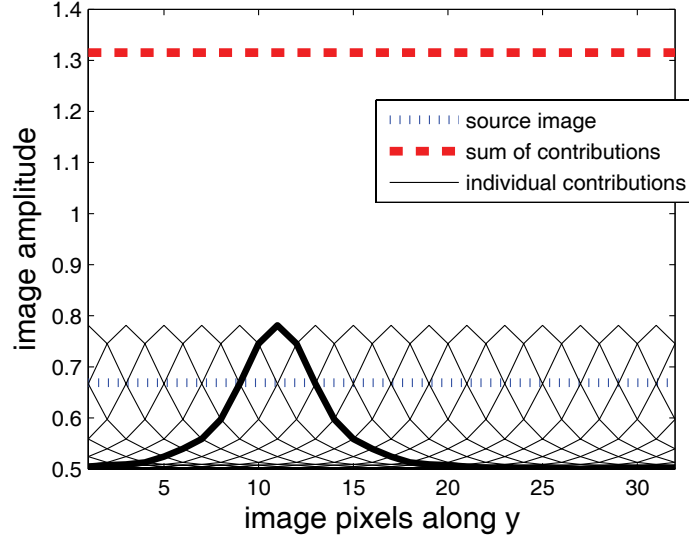 1.4
1.3
1.2
1.1
1
0.9
0.8
0.7
0.6
0.5
image amplitude
source image
sum of contributions
individual contributions
5 10 15 20 25 30
image pixels along y